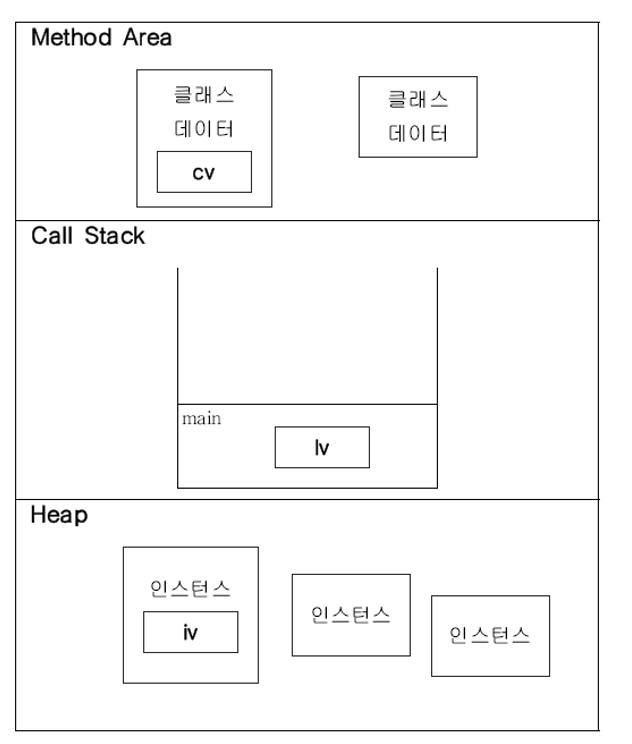 Method Area
클래스
데이터
cv
클래스
데이터
Call Stack
main
lv
Heap
인스턴스
iv
인스턴스
인스턴스